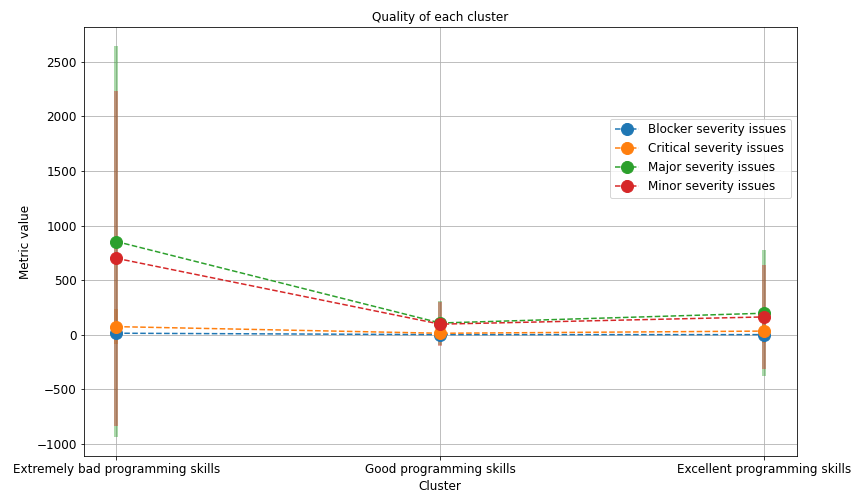 Quality of each cluster
Metric value
2500
2000
1500
1000
500
0
−500
−1000
Blocker severity issues
Critical severity issues
Major severity issues
Minor severity issues
Extremely bad programming skills
Good programming skills
Excellent programming skills
Cluster